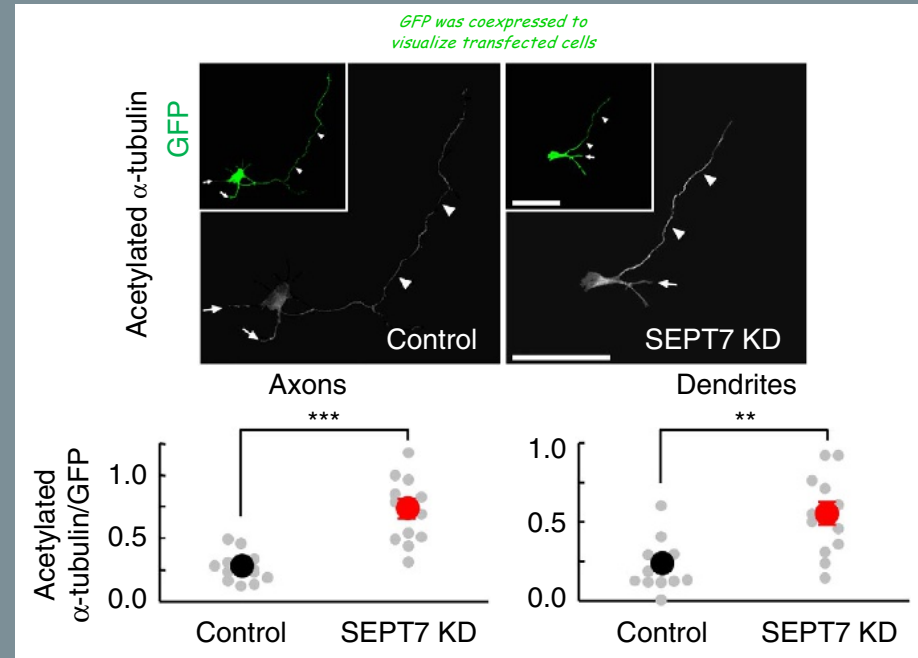 GFP was coexpressed to
visualize transfected cells
Acetylated α-tubulin
GFP
Control
SEPT7 KD
Axons
Dendrites
***
**
Acetylated
α-tubulin/GFP
1.0
0.5
0.0
Control
SEPT7 KD
1.0
0.5
0.0
Control
SEPT7 KD